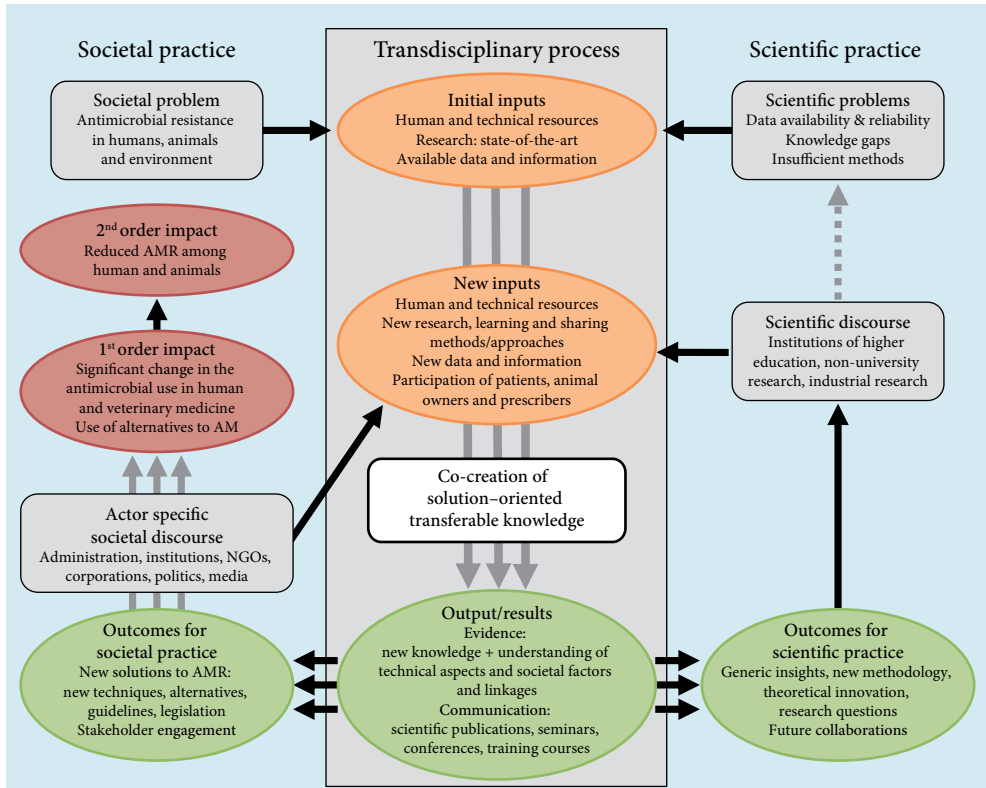 Societal practice
Transdisciplinary process
Scientific practice
Societal problem
Antimicrobial resistance
in humans, animals
and environment
Initial inputs
Human and technical resources
Research: state-of-the-art
Available data and information
Scientific problems
Data availability & reliability
Knowledge gaps
Insufficient methods
2nd order impact
Reduced AMR among
human and animals
1st order impact
Significant change in the
antimicrobial use in human
and veterinary medicine
Use of alternatives to AM
New inputs
Human and technical resources
New research, learning and sharing
methods/approaches
New data and information
Participation of patients, animal
owners and prescribers
Scientific discourse
Institutions of higher
education, non-university
research, industrial research
Actor specific
societal discourse
Administration, institutions, NGOs,
corporations, politics, media
Co-creation of
solution–oriented
transferable knowledge
Outcomes for
societal practice
New solutions to AMR:
new techniques, alternatives,
guidelines, legislation
Stakeholder engagement
Output/results
Evidence:
new knowledge + understanding of
technical aspects and societal factors
and linkages
Communication:
scientific publications, seminars,
conferences, training courses
Outcomes for
scientific practice
Generic insights, new methodology,
theoretical innovation,
research questions
Future collaborations